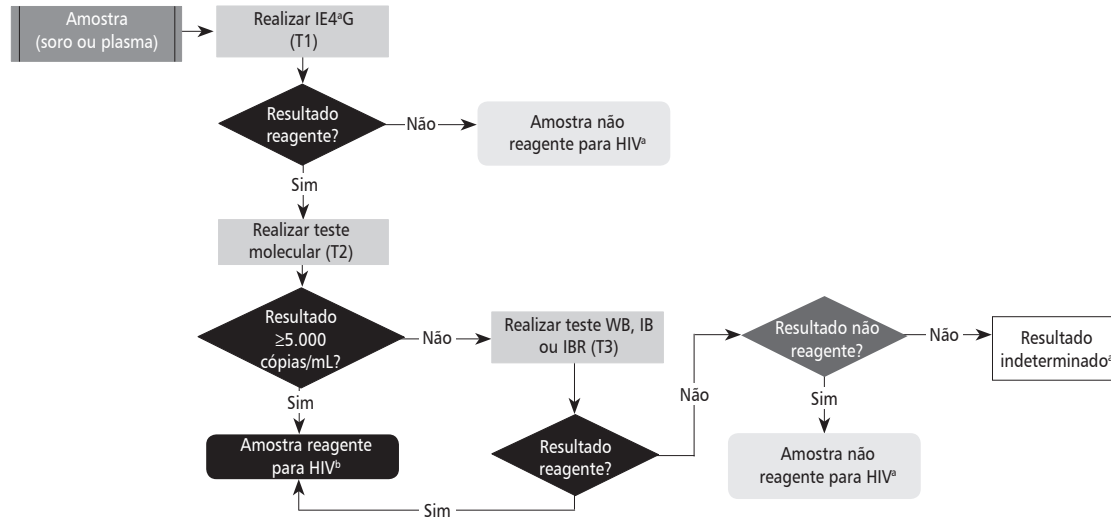 Amostra
(soro ou plasma)
Realizar IE4ªG
(T1)
Resultado
reagente?
Não
Amostra não
reagente para HIVª
Sim
Realizar teste
molecular (T2)
Resultado
≥5.000
cópias/mL?
Não
Realizar teste WB, IB
ou IBR (T3)
Resultado não
reagente?
Não
Resultado
indeterminadoª
Sim
Não
Sim
Amostra reagente
para HIVᵇ
Resultado
reagente?
Amostra não
reagente para HIVª
Sim